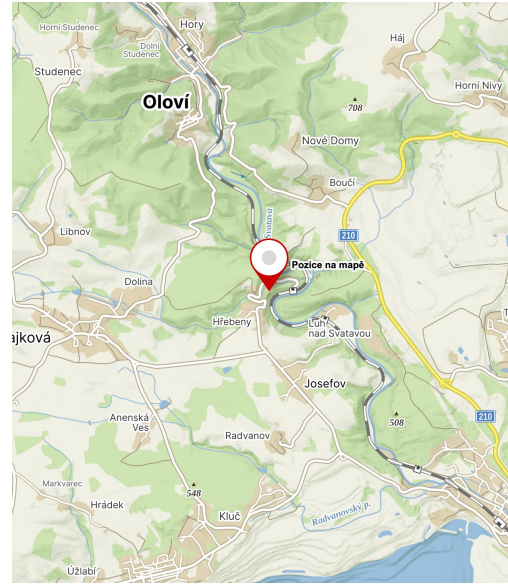 Hory
Horní Studenec
Dolní
Studenec
Háj
Studenec
Horní Nivy
Oloví
708
Nové Domy
Boučí
Svatava
Libnov
210
Pozice na mapě
Dolina
Hřebeny
Luh
nad Svatavou
ajková
Josefov
Anenská
Ves
508
210
Radvanov
Markvarec
548
Hrádek
Kluč
Radvanovský p.
Úžlabí